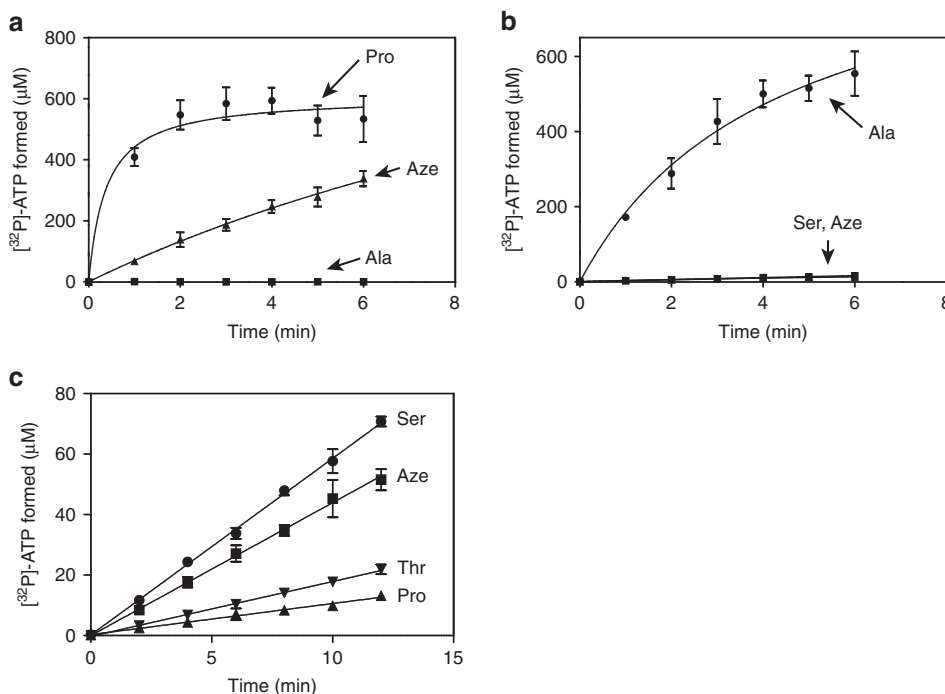 a
[³²P]-ATP formed (μM)
800
600
400
200
0
0 2 4 6 8
Time (min)
Pro
Aze
Ala
b
[³²P]-ATP formed (μM)
600
400
200
0
0 2 4 6 8
Time (min)
Ala
Ser, Aze
c
[³²P]-ATP formed (μM)
80
60
40
20
0
0 5 10 15
Time (min)
Ser
Aze
Thr
Pro